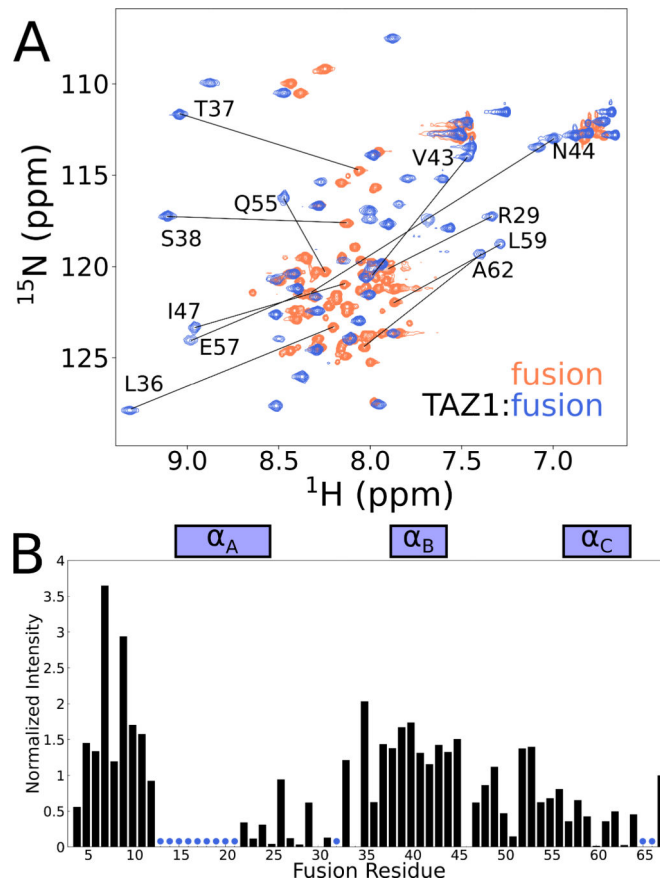 A
110
115
120
125
¹⁵N (ppm)
T37
Q55
S38
I47
E57
L36
V43
N44
R29
L59
A62
fusion
TAZ1:fusion
9.0 8.5 8.0 7.5 7.0
¹H (ppm)
B
αA αB αC
4
3.5
3
2.5
2
1.5
1
0.5
0
Normalized Intensity
5 10 15 20 25 30 35 40 45 50 55 60 65
Fusion Residue